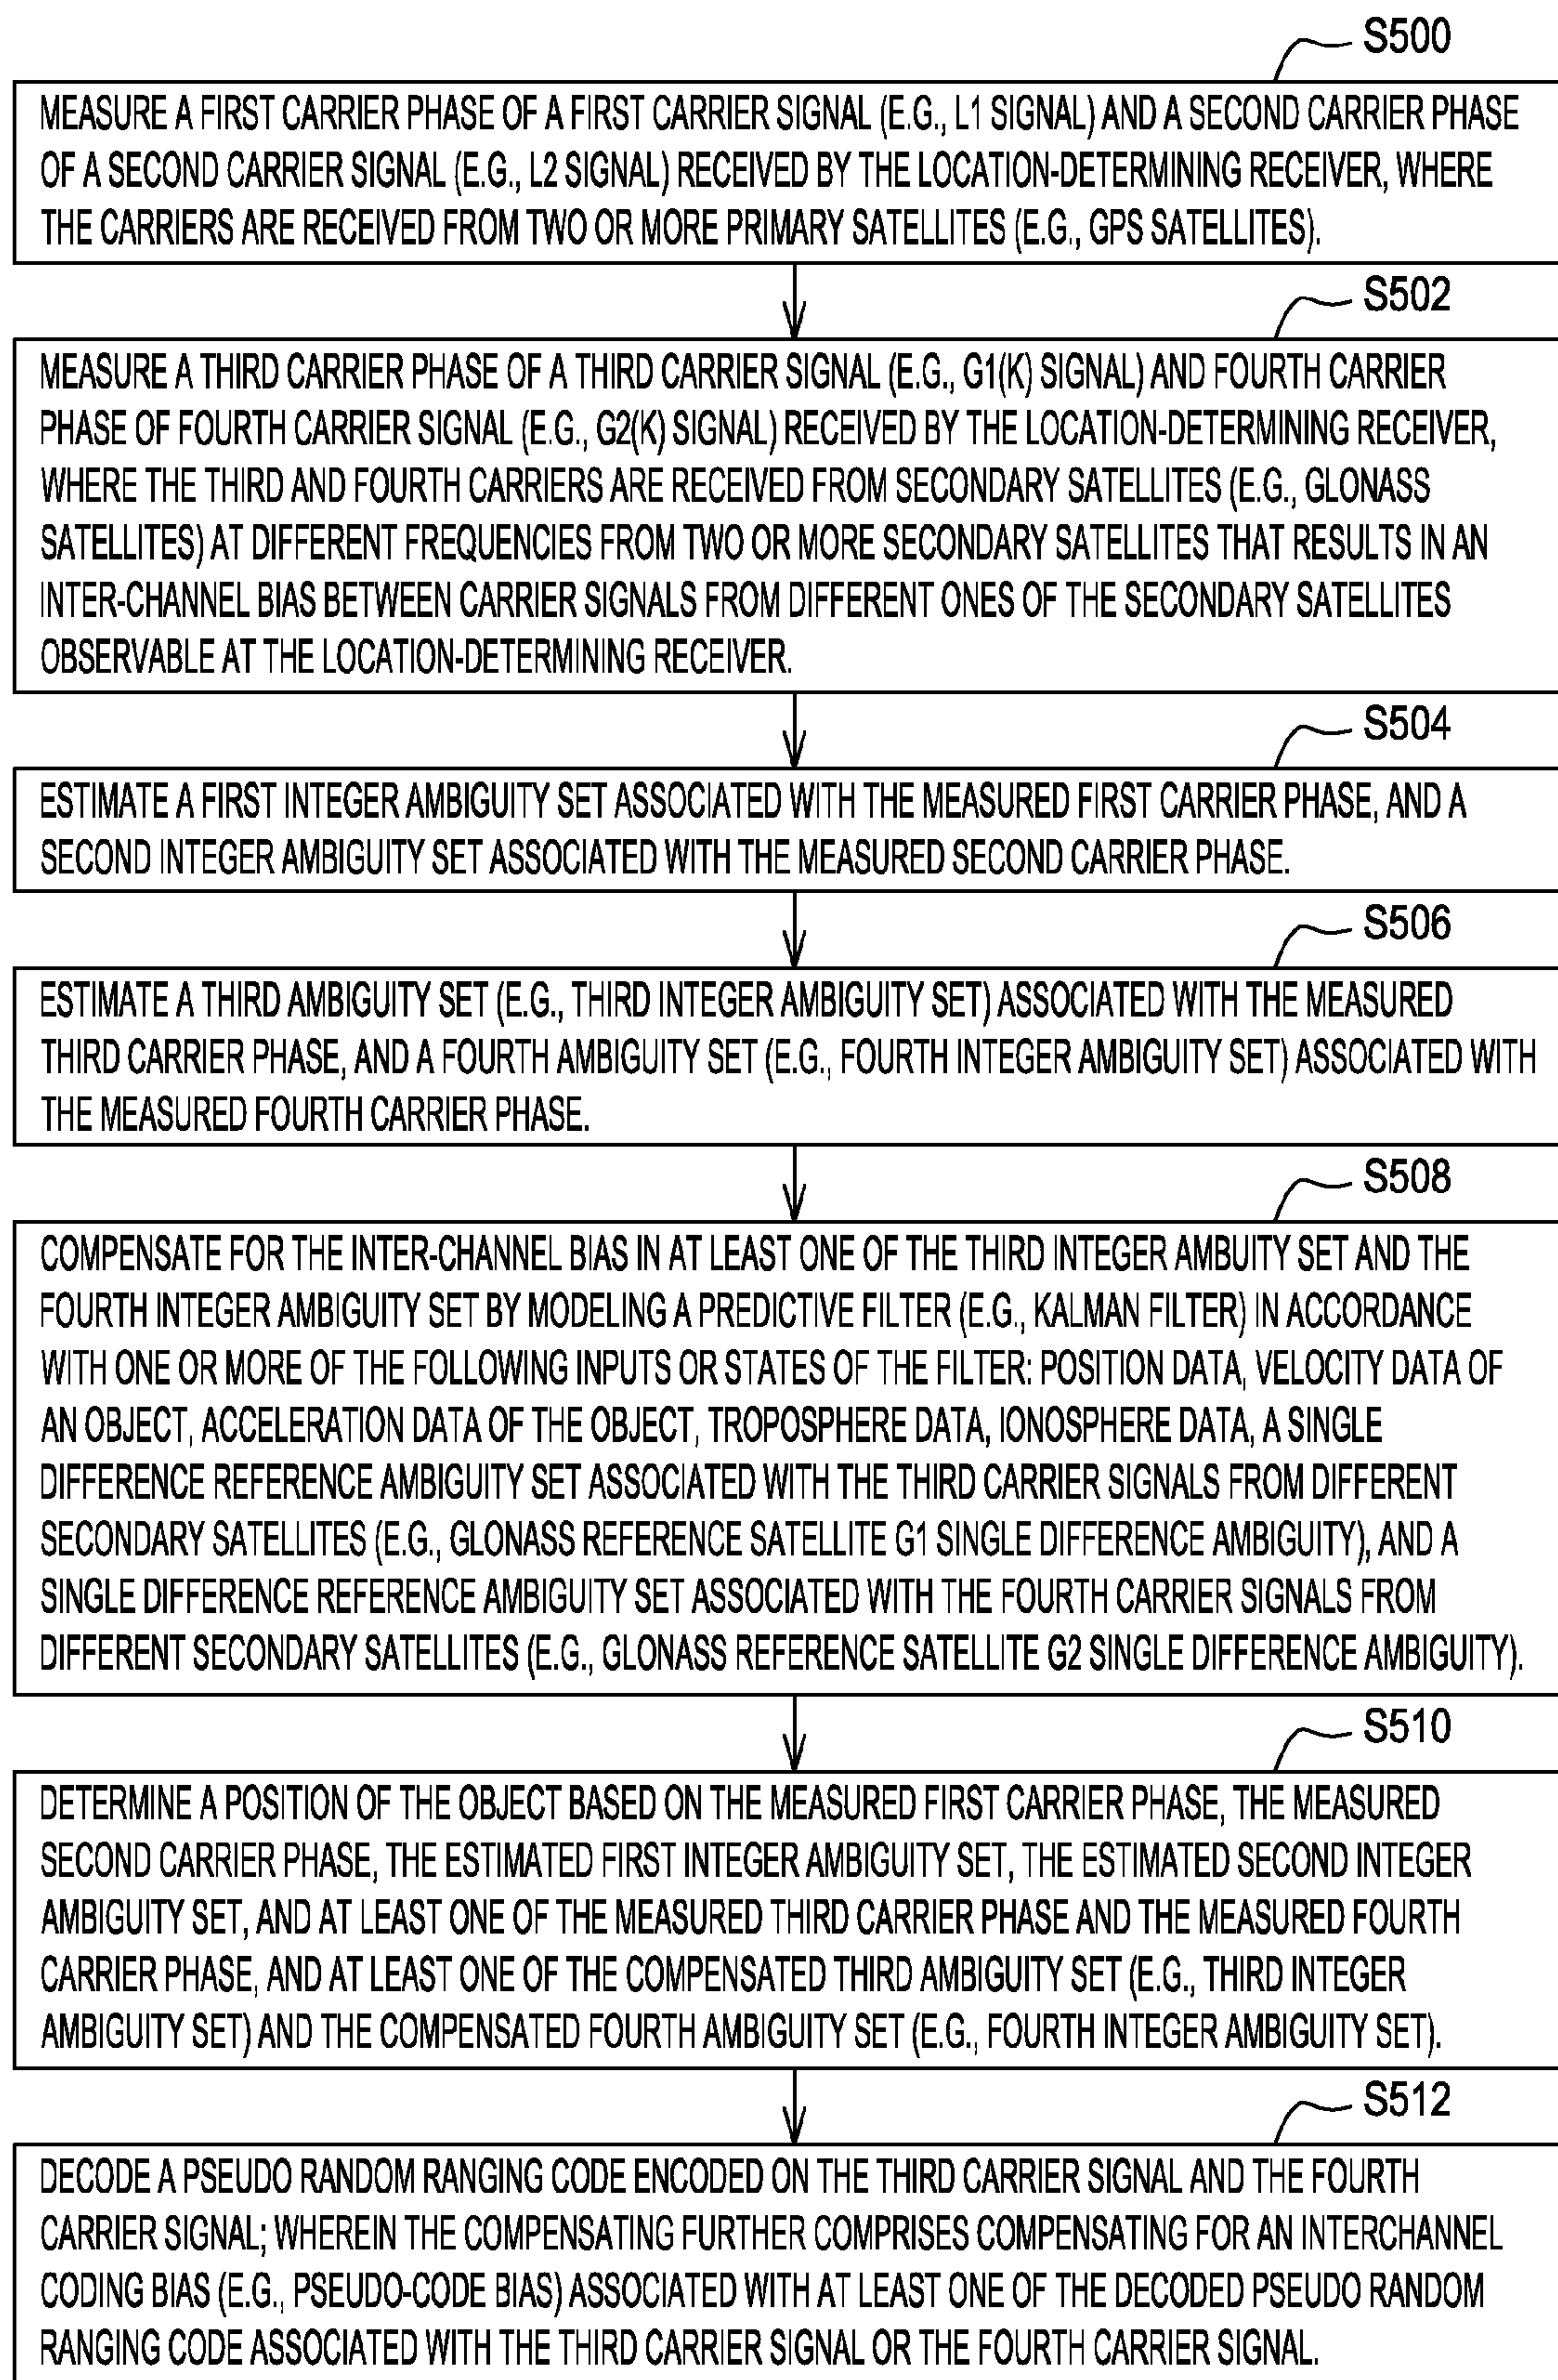 S500
MEASURE A FIRST CARRIER PHASE OF A FIRST CARRIER SIGNAL (E.G., L1 SIGNAL) AND A SECOND CARRIER PHASE
OF A SECOND CARRIER SIGNAL (E.G., L2 SIGNAL) RECEIVED BY THE LOCATION-DETERMINING RECEIVER, WHERE
THE CARRIERS ARE RECEIVED FROM TWO OR MORE PRIMARY SATELLITES (E.G., GPS SATELLITES).
S502
MEASURE A THIRD CARRIER PHASE OF A THIRD CARRIER SIGNAL (E.G., G1(K) SIGNAL) AND FOURTH CARRIER
PHASE OF FOURTH CARRIER SIGNAL (E.G., G2(K) SIGNAL) RECEIVED BY THE LOCATION-DETERMINING RECEIVER,
WHERE THE THIRD AND FOURTH CARRIERS ARE RECEIVED FROM SECONDARY SATELLITES (E.G., GLONASS
SATELLITES) AT DIFFERENT FREQUENCIES FROM TWO OR MORE SECONDARY SATELLITES THAT RESULTS IN AN
INTER-CHANNEL BIAS BETWEEN CARRIER SIGNALS FROM DIFFERENT ONES OF THE SECONDARY SATELLITES
OBSERVABLE AT THE LOCATION-DETERMINING RECEIVER.
S504
ESTIMATE A FIRST INTEGER AMBIGUITY SET ASSOCIATED WITH THE MEASURED FIRST CARRIER PHASE, AND A
SECOND INTEGER AMBIGUITY SET ASSOCIATED WITH THE MEASURED SECOND CARRIER PHASE.
S506
ESTIMATE A THIRD AMBIGUITY SET (E.G., THIRD INTEGER AMBIGUITY SET) ASSOCIATED WITH THE MEASURED
THIRD CARRIER PHASE, AND A FOURTH AMBIGUITY SET (E.G., FOURTH INTEGER AMBIGUITY SET) ASSOCIATED WITH
THE MEASURED FOURTH CARRIER PHASE.
S508
COMPENSATE FOR THE INTER-CHANNEL BIAS IN AT LEAST ONE OF THE THIRD INTEGER AMBUITY SET AND THE
FOURTH INTEGER AMBIGUITY SET BY MODELING A PREDICTIVE FILTER (E.G., KALMAN FILTER) IN ACCORDANCE
WITH ONE OR MORE OF THE FOLLOWING INPUTS OR STATES OF THE FILTER: POSITION DATA, VELOCITY DATA OF
AN OBJECT, ACCELERATION DATA OF THE OBJECT, TROPOSPHERE DATA, IONOSPHERE DATA, A SINGLE
DIFFERENCE REFERENCE AMBIGUITY SET ASSOCIATED WITH THE THIRD CARRIER SIGNALS FROM DIFFERENT
SECONDARY SATELLITES (E.G., GLONASS REFERENCE SATELLITE G1 SINGLE DIFFERENCE AMBIGUITY), AND A
SINGLE DIFFERENCE REFERENCE AMBIGUITY SET ASSOCIATED WITH THE FOURTH CARRIER SIGNALS FROM
DIFFERENT SECONDARY SATELLITES (E.G., GLONASS REFERENCE SATELLITE G2 SINGLE DIFFERENCE AMBIGUITY).
S510
DETERMINE A POSITION OF THE OBJECT BASED ON THE MEASURED FIRST CARRIER PHASE, THE MEASURED
SECOND CARRIER PHASE, THE ESTIMATED FIRST INTEGER AMBIGUITY SET, THE ESTIMATED SECOND INTEGER
AMBIGUITY SET, AND AT LEAST ONE OF THE MEASURED THIRD CARRIER PHASE AND THE MEASURED FOURTH
CARRIER PHASE, AND AT LEAST ONE OF THE COMPENSATED THIRD AMBIGUITY SET (E.G., THIRD INTEGER
AMBIGUITY SET) AND THE COMPENSATED FOURTH AMBIGUITY SET (E.G., FOURTH INTEGER AMBIGUITY SET).
S512
DECODE A PSEUDO RANDOM RANGING CODE ENCODED ON THE THIRD CARRIER SIGNAL AND THE FOURTH
CARRIER SIGNAL; WHEREIN THE COMPENSATING FURTHER COMPRISES COMPENSATING FOR AN INTERCHANNEL
CODING BIAS (E.G., PSEUDO-CODE BIAS) ASSOCIATED WITH AT LEAST ONE OF THE DECODED PSEUDO RANDOM
RANGING CODE ASSOCIATED WITH THE THIRD CARRIER SIGNAL OR THE FOURTH CARRIER SIGNAL.